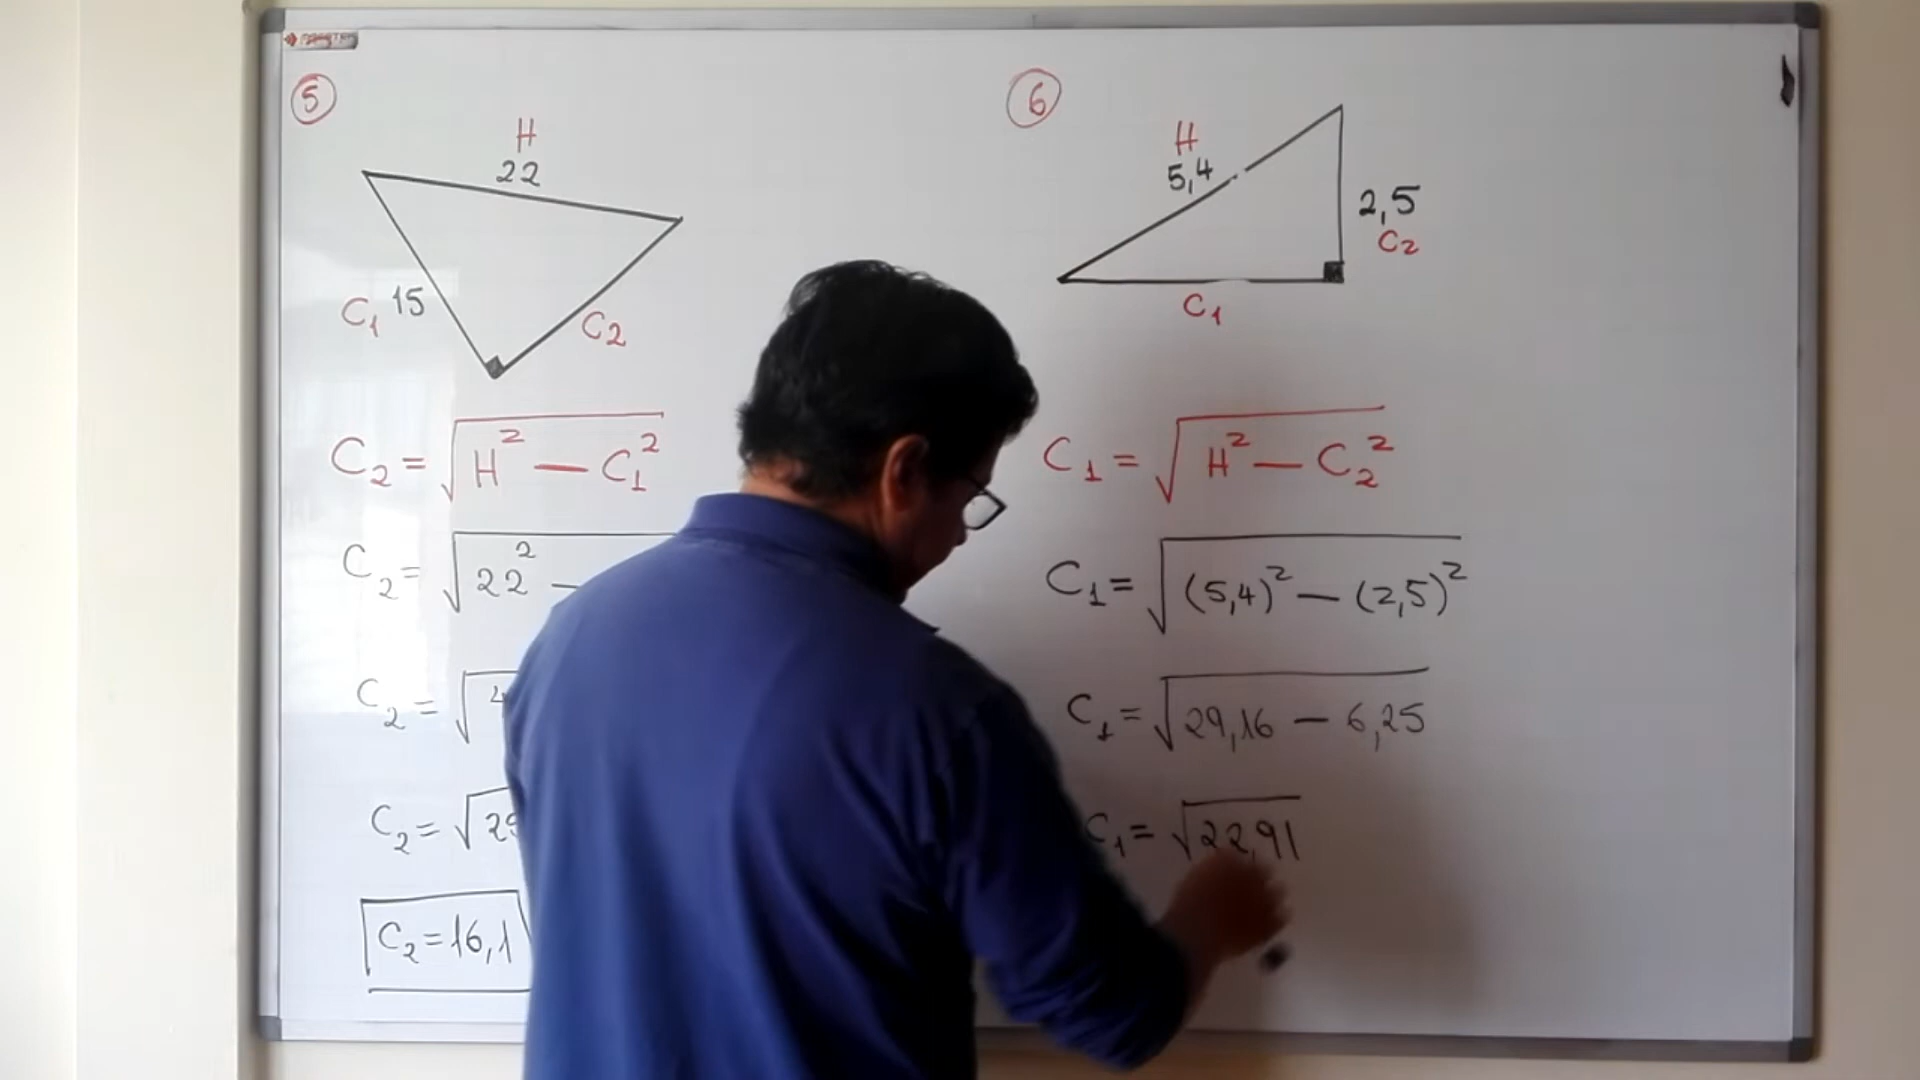 5
H
22
C₁ 15
C₂
C₂ = √(H² — C₁²)
C₂ = √(22² —
C₂ = √(4
C₂ = √(29
C₂ = 16,1
6
H
5,4
2,5
C₂
C₁
C₁ = √(H² — C₂²)
C₁ = √((5,4)² — (2,5)²)
C₁ = √(29,16 — 6,25)
C₁ = √(22,91)